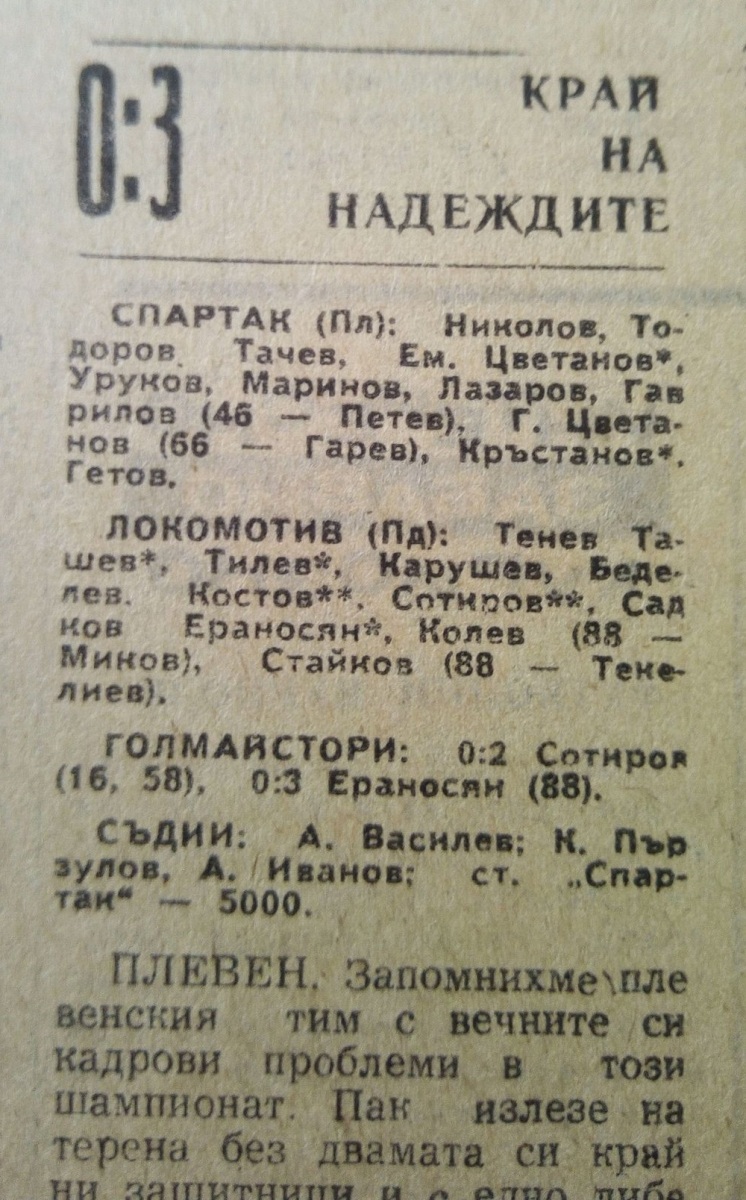 0:3
КРАЙ
НА
НАДЕЖДИТЕ
СПАРТАК (Пл): Николов, То-
доров Тачев, Ем. Цветанов*,
Уруков, Маринов, Лазаров, Гав
рилов (46 — Петев), Г. Цвета-
нов (66 — Гарев), Кръстанов*,
Гетов.
ЛОКОМОТИВ (Пд): Тенев Та-
шев*, Тилев*, Карушев, Беде-
лев. Костов**, Сотиров**, Сад
ков Ераносян*, Колев (88 —
Минов), Стайков (88 — Теке-
лиев).
ГОЛМАЙСТОРИ: 0:2 Сотиров
(16, 58), 0:3 Ераносян (88).
СЪДИИ: А. Василев; К. Пър
зулов, А. Иванов; ст. „Спар-
так“ — 5000.
ПЛЕВЕН. Запомнихме пле
венския тим с вечните си
кадрови проблеми в този
шампионат. Пак излезе на
терена без двамата си край
ни защитници и с едно либе